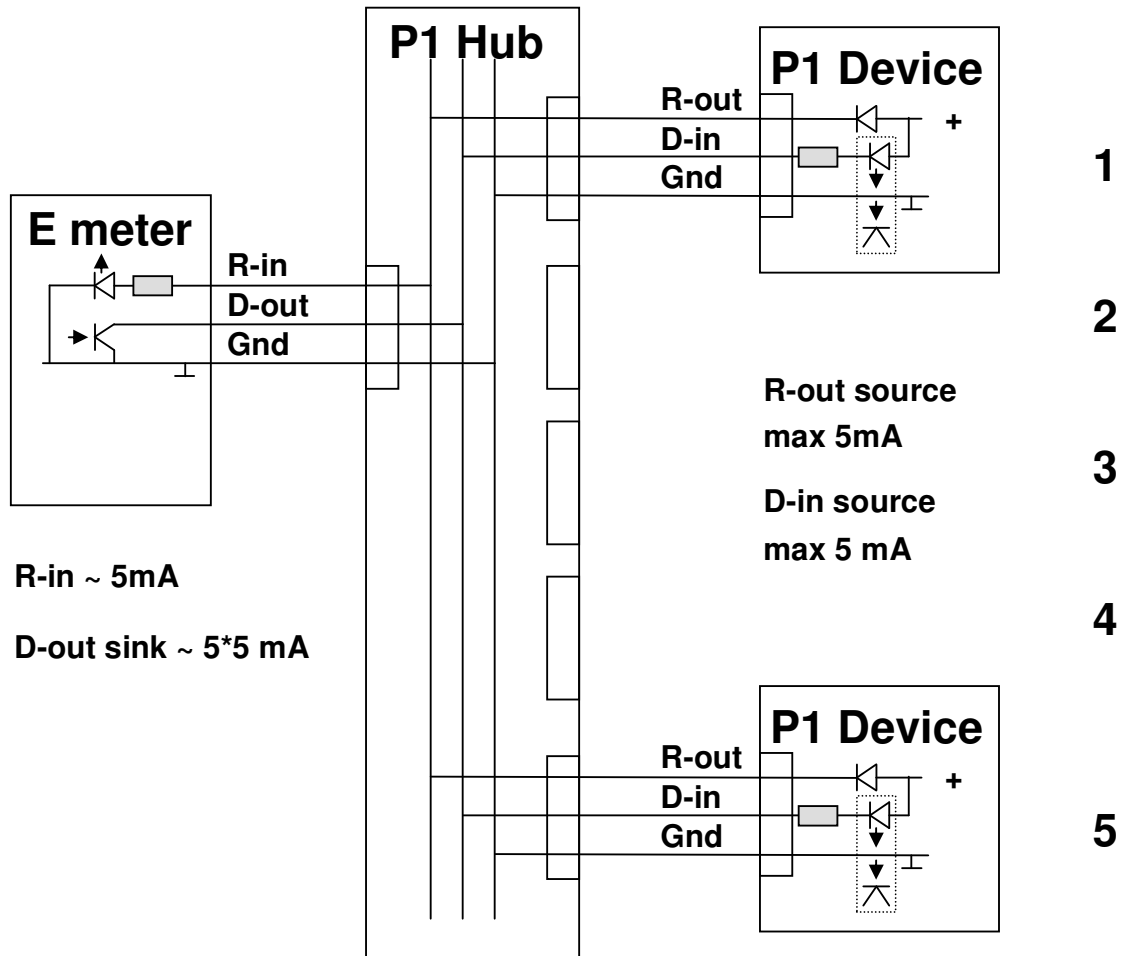 P1 Hub
P1 Device
R-out
D-in
Gnd
+
1
E meter
R-in
D-out
Gnd
2
R-out source
max 5mA
3
D-in source
max 5 mA
R-in ~ 5mA
4
D-out sink ~ 5*5 mA
P1 Device
R-out
D-in
Gnd
+
5